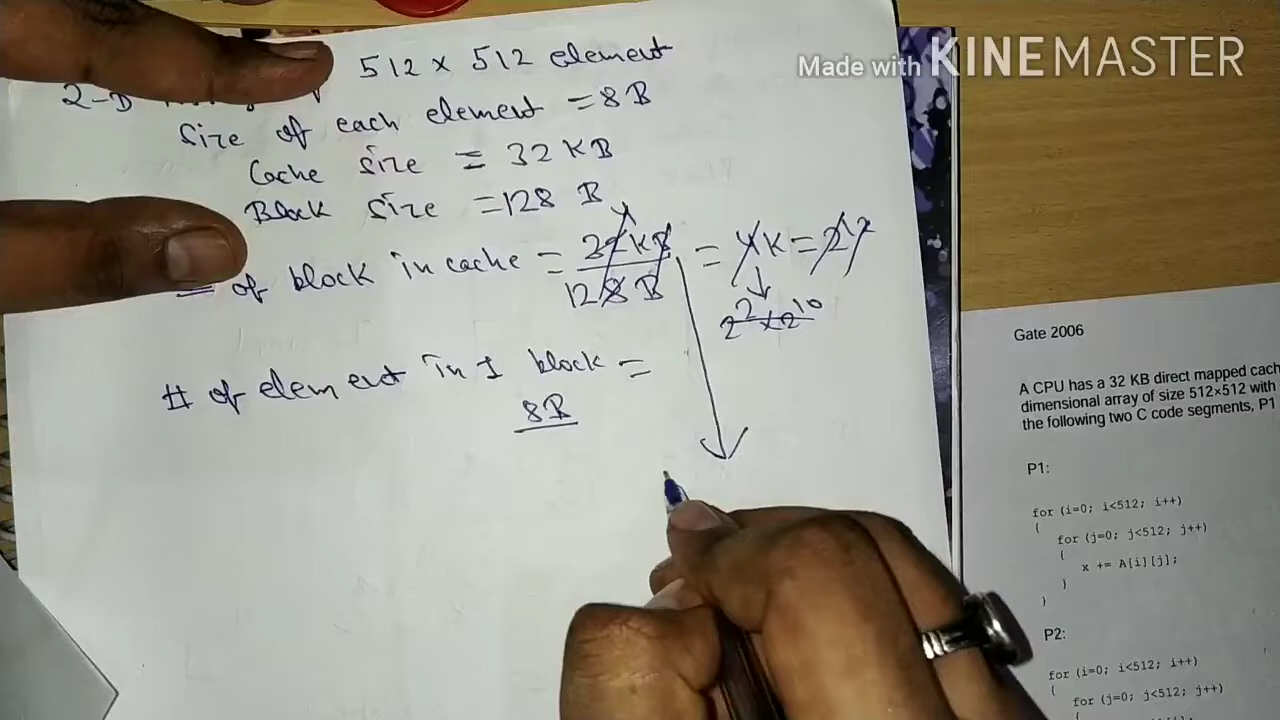 Made with KINEMASTER
512 x 512 element
2-D
Size of each element = 8B
Cache size = 32 KB
Block size = 128 B
# of block in cache = 32KB / 128 B = 4K = 2
2^2 x 2^10
# of element in 1 block =
8B
Gate 2006
A CPU has a 32 KB direct mapped cach
dimensional array of size 512×512 with
the following two C code segments, P1
P1:
for (i=0; i<512; i++)
{
for (j=0; j<512; j++)
{
x += A[i][j];
}
}
P2:
for (i=0; i<512; i++)
{
for (j=0; j<512; j++)
{